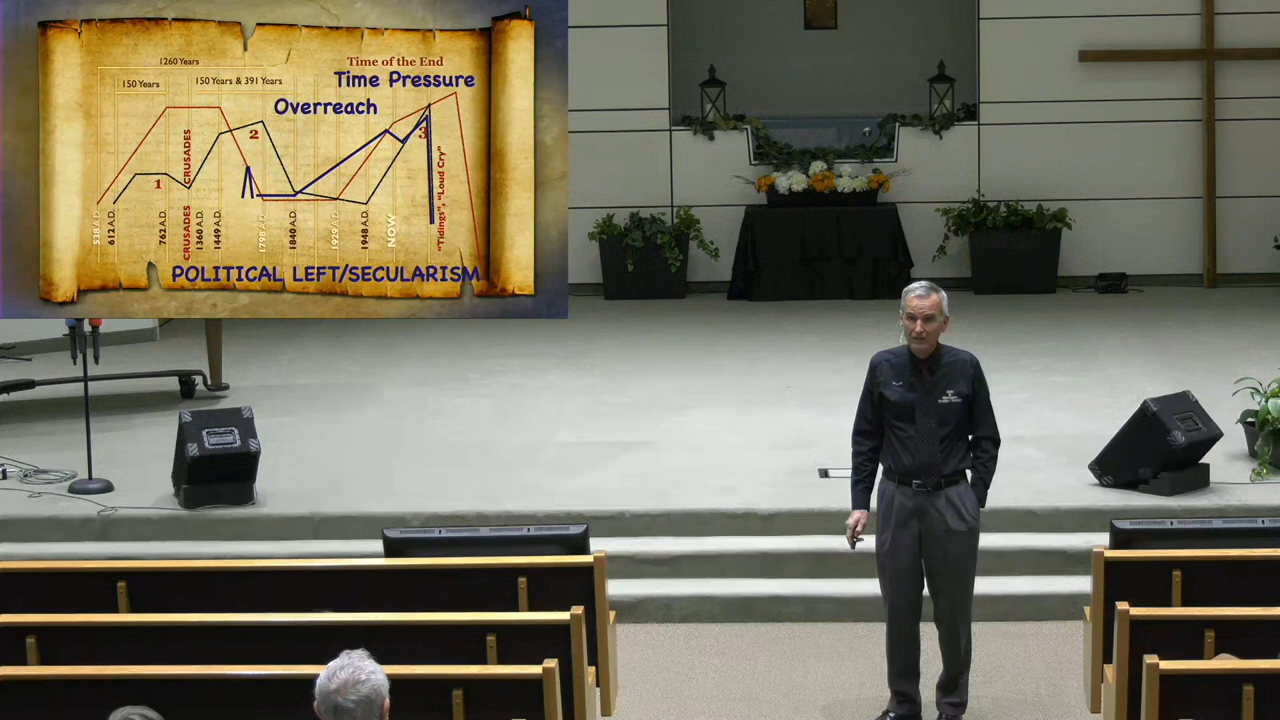 1260 Years
Time of the End
150 Years
150 Years & 391 Years
Time Pressure
Overreach
CRUSADES
1
2
3
538 A.D.
612 A.D.
762 A.D.
CRUSADES
1360 A.D.
1449 A.D.
1798 A.D.
1840 A.D.
1929 A.D.
1948 A.D.
NOW
"Tidings", "Loud Cry"
POLITICAL LEFT/SECULARISM